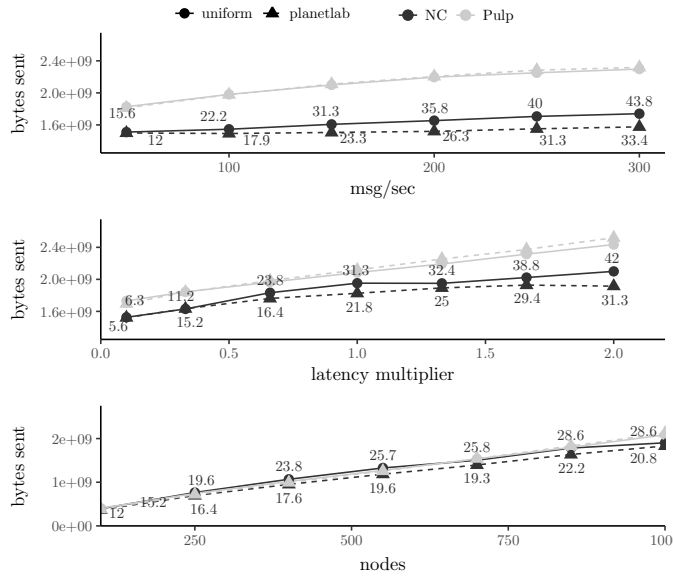 uniform planetlab NC Pulp
bytes sent
2.4e+09
2.0e+09
1.6e+09
15.6 22.2 31.3 35.8 40 43.8
12 17.9 23.3 26.3 31.3 33.4
100 200 300
msg/sec
bytes sent
2.4e+09
2.0e+09
1.6e+09
6.3 11.2 23.8 31.3 32.4 38.8 42
5.6 15.2 16.4 21.8 25 29.4 31.3
0.0 0.5 1.0 1.5 2.0
latency multiplier
bytes sent
2e+09
1e+09
0e+00
15.2 19.6 23.8 25.7 25.8 28.6 28.6
12 16.4 17.6 19.6 19.3 22.2 20.8
250 500 750 100
nodes